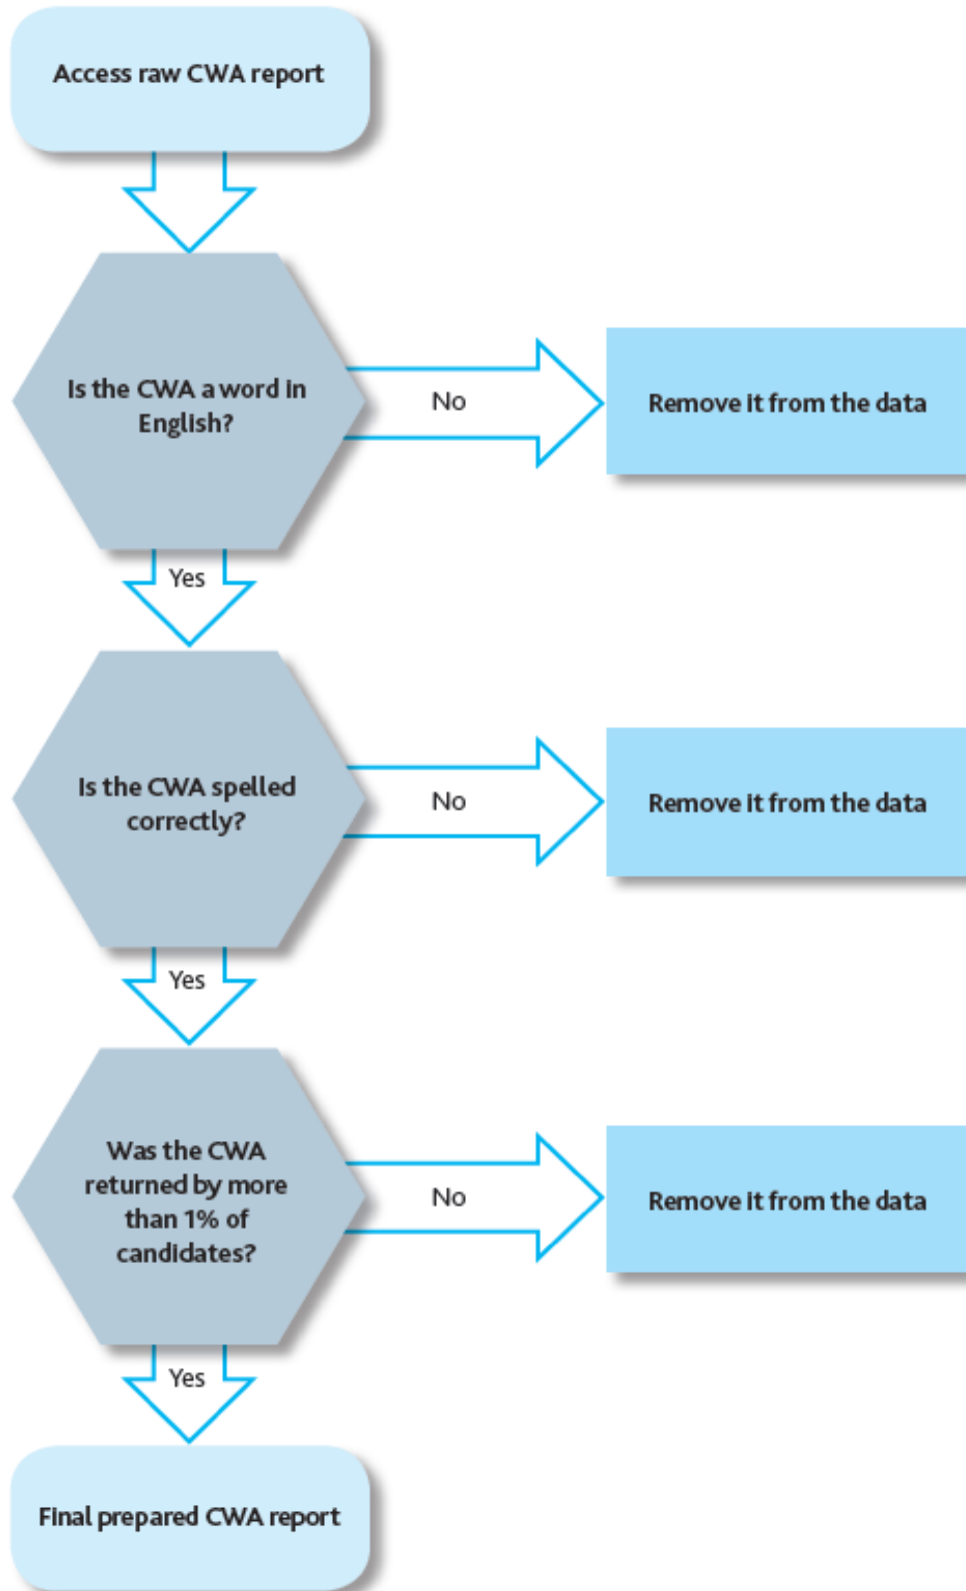 Access raw CWA report
Is the CWA a word in
English?
No
Remove it from the data
Yes
Is the CWA spelled
correctly?
No
Remove it from the data
Yes
Was the CWA
returned by more
than 1% of
candidates?
No
Remove it from the data
Yes
Final prepared CWA report